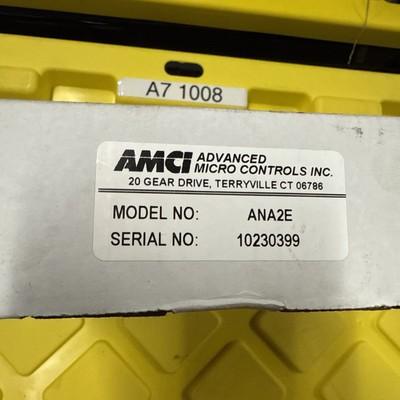 A7 1008
AMCI ADVANCED
MICRO CONTROLS INC.
20 GEAR DRIVE, TERRYVILLE CT 06786
MODEL NO: ANA2E
SERIAL NO: 10230399